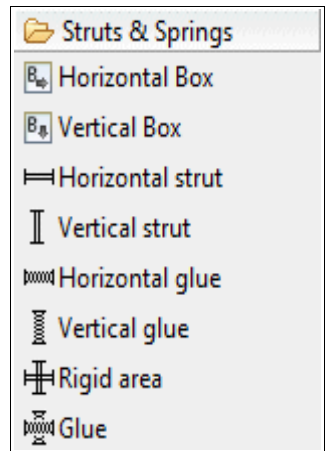 Struts & Springs
B Horizontal Box
B Vertical Box
Horizontal strut
Vertical strut
Horizontal glue
Vertical glue
Rigid area
Glue